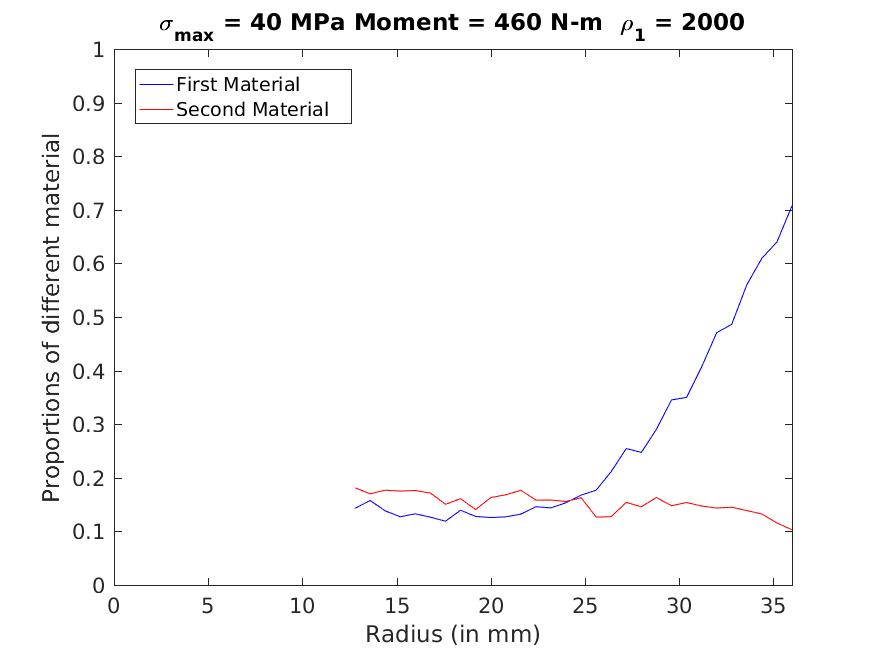 σmax = 40 MPa Moment = 460 N-m ρ1 = 2000
1
0.9
0.8
0.7
0.6
0.5
0.4
0.3
0.2
0.1
0
First Material
Second Material
Proportions of different material
0 5 10 15 20 25 30 35
Radius (in mm)